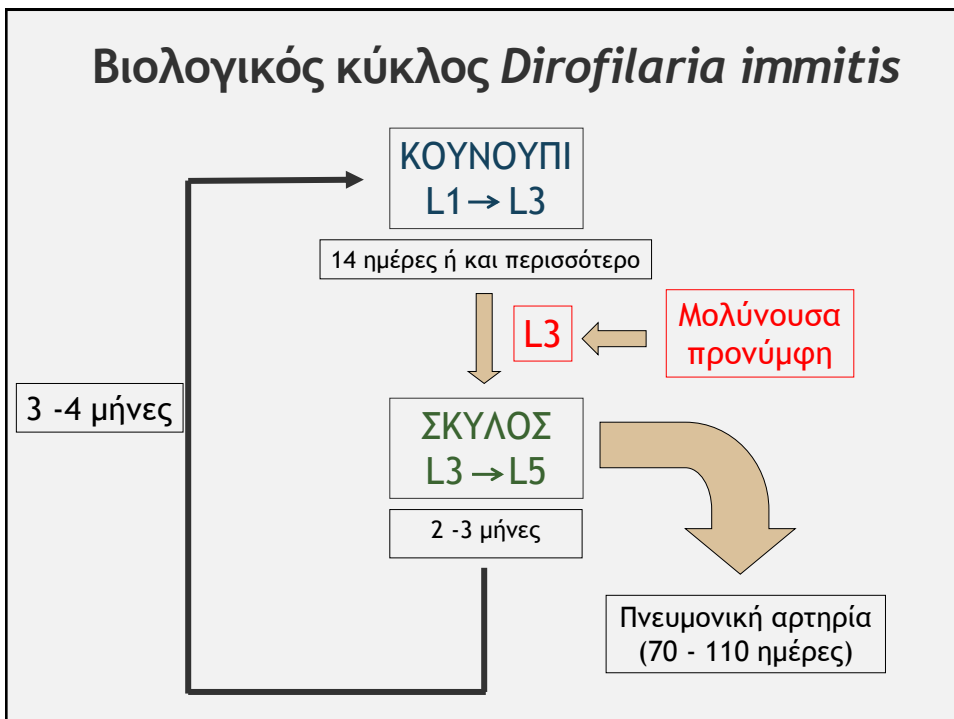 Βιολογικός κύκλος Dirofilaria immitis
ΚΟΥΝΟΥΠΙ
L1 → L3
14 ημέρες ή και περισσότερο
L3
Μολύνουσα
προνύμφη
3 -4 μήνες
ΣΚΥΛΟΣ
L3 → L5
2 -3 μήνες
Πνευμονική αρτηρία
(70 - 110 ημέρες)